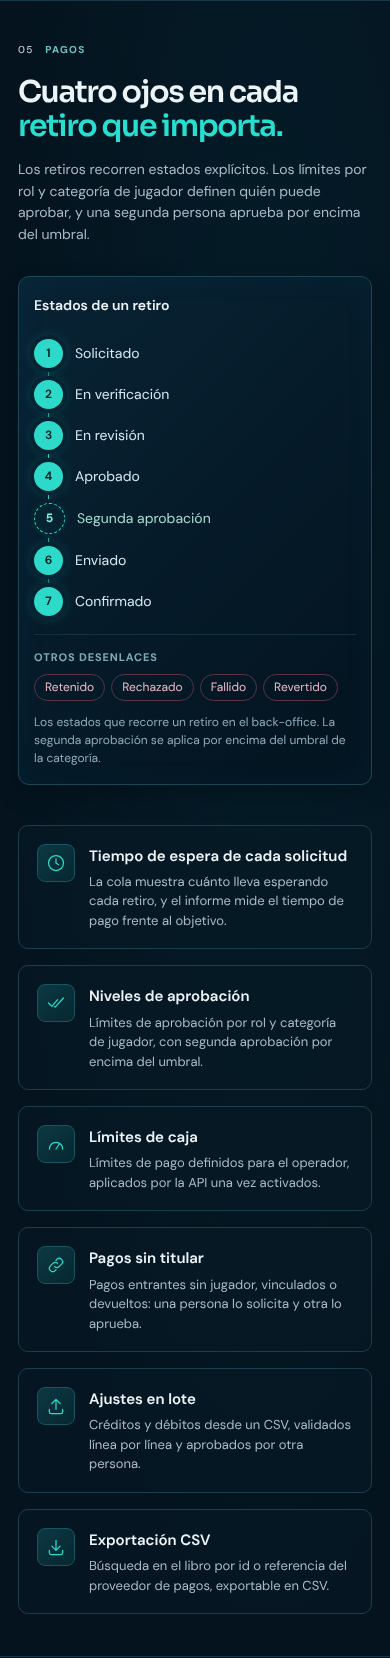 05 PAGOS
Cuatro ojos en cada
retiro que importa.
Los retiros recorren estados explícitos. Los límites por
rol y categoría de jugador definen quién puede
aprobar, y una segunda persona aprueba por encima
del umbral.
Estados de un retiro
1 Solicitado
2 En verificación
3 En revisión
4 Aprobado
5 Segunda aprobación
6 Enviado
7 Confirmado
OTROS DESENLACES
Retenido Rechazado Fallido Revertido
Los estados que recorre un retiro en el back-office. La
segunda aprobación se aplica por encima del umbral de
la categoría.
Tiempo de espera de cada solicitud
La cola muestra cuánto lleva esperando
cada retiro, y el informe mide el tiempo de
pago frente al objetivo.
Niveles de aprobación
Límites de aprobación por rol y categoría
de jugador, con segunda aprobación por
encima del umbral.
Límites de caja
Límites de pago definidos para el operador,
aplicados por la API una vez activados.
Pagos sin titular
Pagos entrantes sin jugador, vinculados o
devueltos: una persona lo solicita y otra lo
aprueba.
Ajustes en lote
Créditos y débitos desde un CSV, validados
línea por línea y aprobados por otra
persona.
Exportación CSV
Búsqueda en el libro por id o referencia del
proveedor de pagos, exportable en CSV.